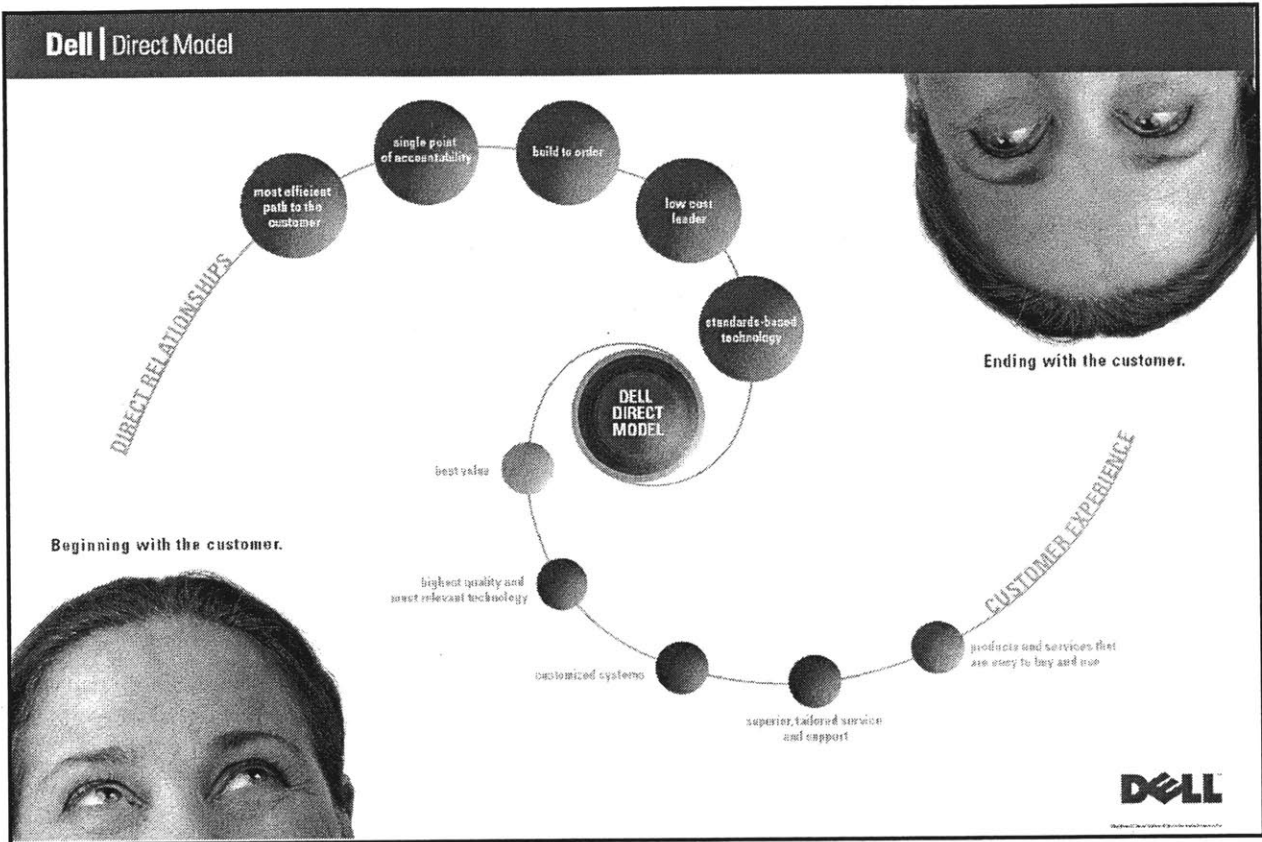 Dell | Direct Model
single point
of accountability
build to order
most efficient
path to the
customer
low cost
leader
DIRECT RELATIONSHIPS
standards-based
technology
Ending with the customer.
DELL
DIRECT
MODEL
best value
CUSTOMER EXPERIENCE
Beginning with the customer.
highest quality and
most relevant technology
products and services that
are easy to buy and use
customized systems
superior, tailored service
and support
DELL